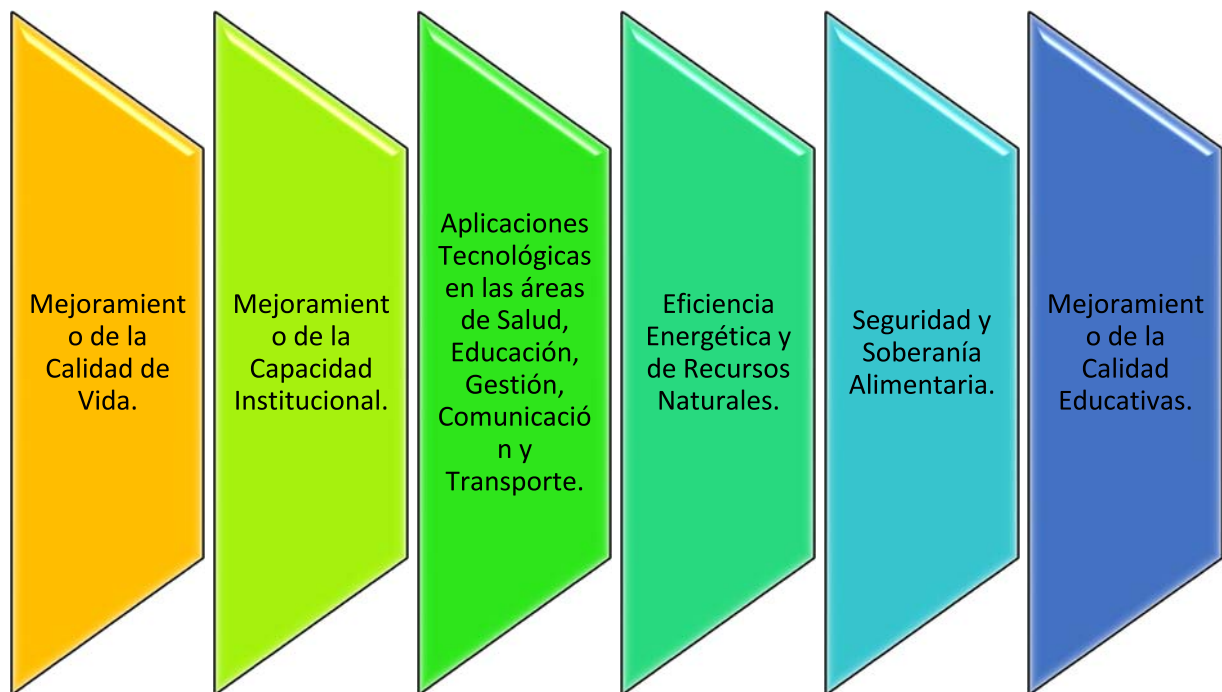 Mejoramient
o de la
Calidad de
Vida.
Mejoramient
o de la
Capacidad
Institucional.
Aplicaciones
Tecnológicas
en las áreas
de Salud,
Educación,
Gestión,
Comunicació
n y
Transporte.
Eficiencia
Energética y
de Recursos
Naturales.
Seguridad y
Soberanía
Alimentaria.
Mejoramient
o de la
Calidad
Educativas.